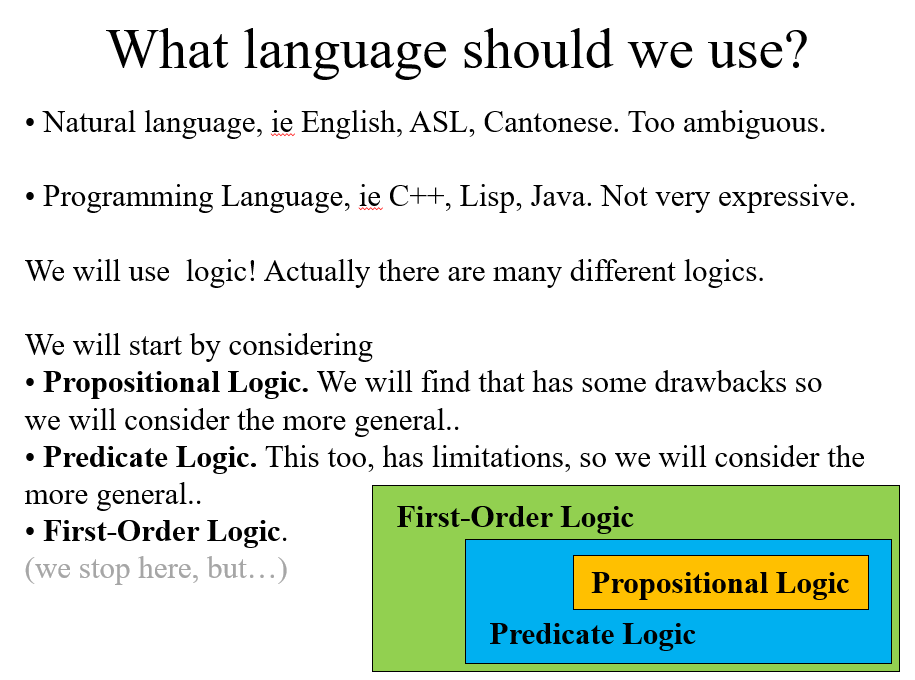 What language should we use?
• Natural language, ie English, ASL, Cantonese. Too ambiguous.
• Programming Language, ie C++, Lisp, Java. Not very expressive.
We will use  logic! Actually there are many different logics.
We will start by considering
• Propositional Logic. We will find that has some drawbacks so
we will consider the more general..
• Predicate Logic. This too, has limitations, so we will consider the
more general..
• First-Order Logic.
(we stop here, but…)
First-Order Logic
Propositional Logic
Predicate Logic